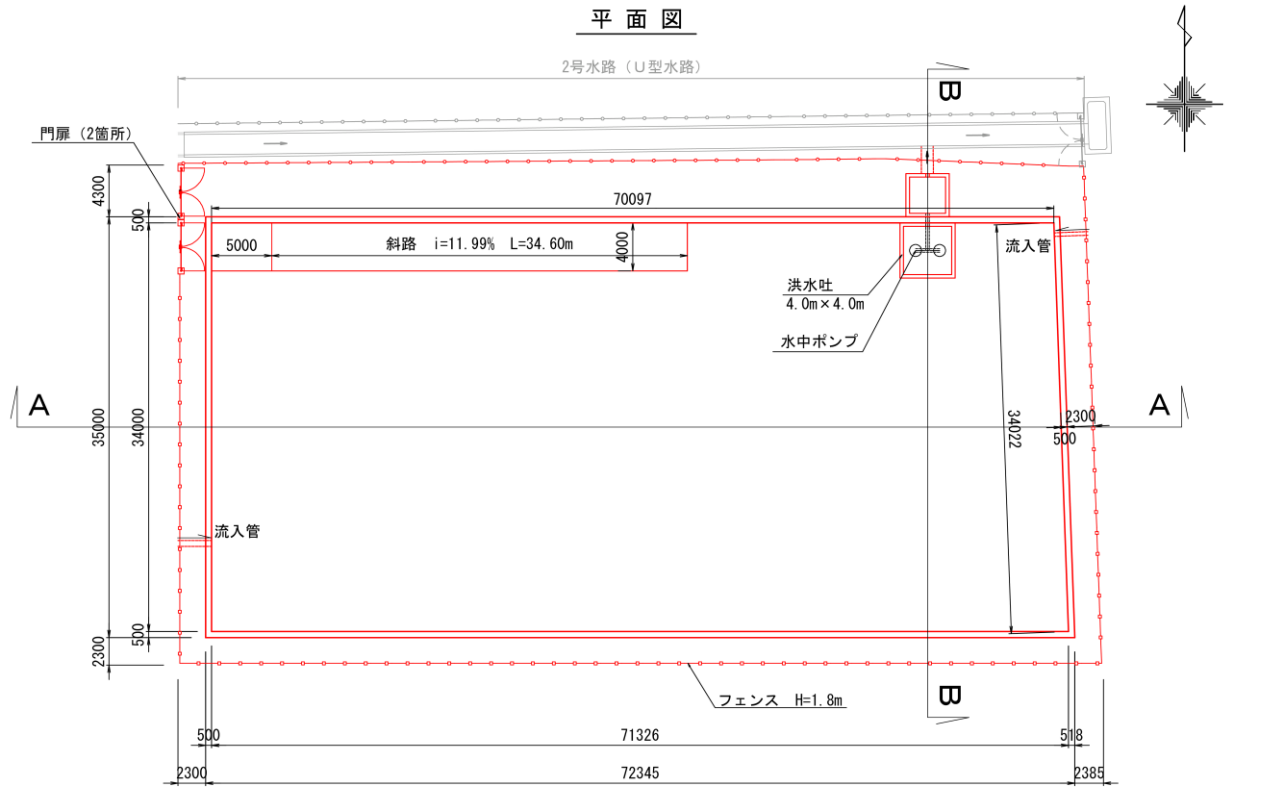 平面図
2号水路（U型水路）
B
門扉（2箇所）
4300
500
70097
5000
斜路 i=11.99% L=34.60m
4000
流入管
洪水吐
4.0m×4.0m
水中ポンプ
A
A
35000
34000
34022
2300
500
流入管
500
2300
フェンス H=1.8m
B
500
71326
518
2300
72345
2385